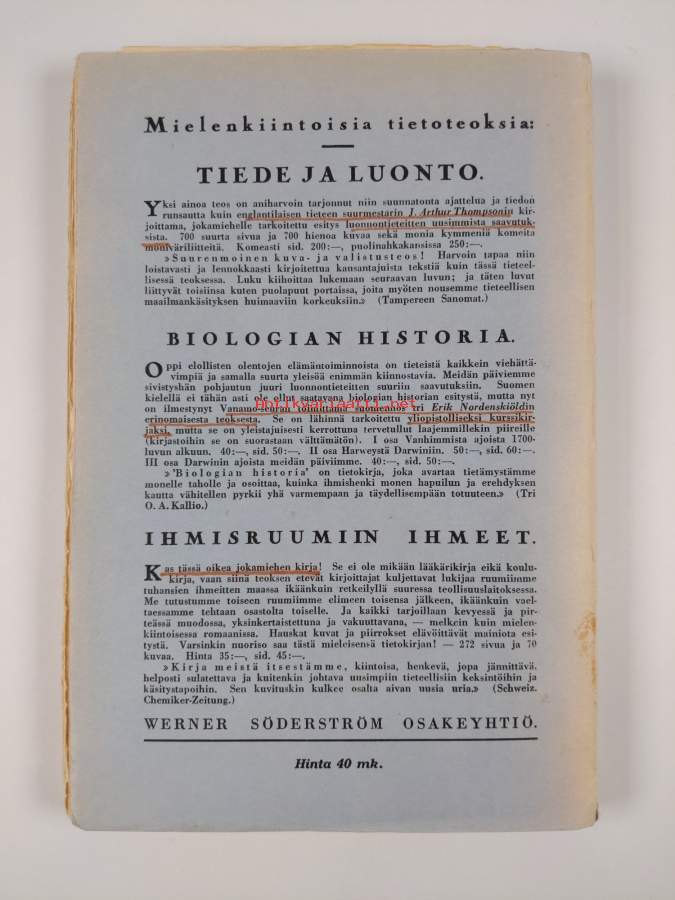 Mielenkiintoisia tietoteoksia:
TIEDE JA LUONTO.
Yksi ainoa teos on aniharvoin tarjonnut niin suunnatonta ajattelua ja tiedon
runsautta kuin englantilaisen tieteen suurmestarin J. Arthur Thompsonin kir-
joittama, jokamiehelle tarkoitettu esitys luonnontieteitten uusimmista saavutuk-
sista. 700 suurta sivua ja 700 hienoa kuvaa sekä monia kymmeniä komeita
moniväriliitteitä. Komeasti sid. 200:—, puolinahkakansissa 250:—.
»Suurenmoinen kuva- ja valistusteos! Harvoin tapaa niin
loistavasti ja lennokkaasti kirjoitettua kansantajuista tekstiä kuin tässä tieteel-
lisessä teoksessa. Luku kiihoittaa lukemaan seuraavan luvun; ja täten luvut
liittyvät toisiinsa kuten puolapuut portaissa, joita myöten nousemme tieteellisen
maailmankäsityksen huimaaviin korkeuksiin.» (Tampereen Sanomat.)
BIOLOGIAN HISTORIA.
Oppi elollisten olentojen elämäntoiminnoista on tieteistä kaikkein viehättä-
vimpiä ja samalla suurta yleisöä enimmän kiinnostavia. Meidän päiviemme
sivistyshän pohjautuu juuri luonnontieteitten suuriin saavutuksiin. Suomen
kielellä ei tähän asti ole ollut saatavana biologian historian esitystä, mutta nyt
on ilmestynyt Vanamo-seuran toimittama suomennos tri Erik Nordenskiöldin
erinomaisesta teoksesta. Se on lähinnä tarkoitettu yliopistolliseksi kurssikir-
jaksi, mutta se on yleistajuisesti kerrottuna tervetullut laajemmillekin piireille
(kirjastoihin se on suorastaan välttämätön). I osa Vanhimmista ajoista 1700-
luvun alkuun. 40:—, sid. 50:—. II osa Harweystä Darwiniin. 50:—, sid. 60:—.
III osa Darwinin ajoista meidän päiviimme. 40:—, sid. 50:—.
»'Biologian historia' on tietokirja, joka avartaa tietämystämme
monelle taholle ja osoittaa, kuinka ihmishenki monen hapuilun ja erehdyksen
kautta vähitellen pyrkii yhä varmempaan ja täydellisempään totuuteen.» (Tri
O. A. Kallio.)
IHMISRUUMIIN IHMEET.
Kas tässä oikea jokamiehen kirja! Se ei ole mikään lääkärikirja eikä koulu-
kirja, vaan siinä teoksen etevät kirjoittajat kuljettavat lukijaa ruumiimme
tuhansien ihmeitten maassa ikäänkuin retkeilyllä suuressa teollisuuslaitoksessa.
Me tutustumme toiseen ruumiimme elimeen toisensa jälkeen, ikäänkuin vael-
taessamme tehtaan osastolta toiselle. Ja kaikki tarjoillaan kevyessä ja pir-
teässä muodossa, yksinkertaistettuna ja vakuuttavana, — melkein kuin mielen-
kiintoisessa romaanissa. Hauskat kuvat ja piirrokset elävöittävät mainiota esi-
tystä. Varsinkin nuoriso saa tästä mieleisensä tietokirjan! — 272 sivua ja 70
kuvaa. Hinta 35:—, sid. 45:—.
»Kirja meistä itsestämme, kiintoisa, henkevä, jopa jännittävä,
helposti sulatettava ja kuitenkin johtava uusimpiin tieteellisiin keksintöihin ja
käsitystapoihin. Sen kuvituskin kulkee osalta aivan uusia uria.» (Schweiz.
Chemiker-Zeitung.)
WERNER SÖDERSTRÖM OSAKEYHTIÖ.
Hinta 40 mk.
Antikvariaatti.net